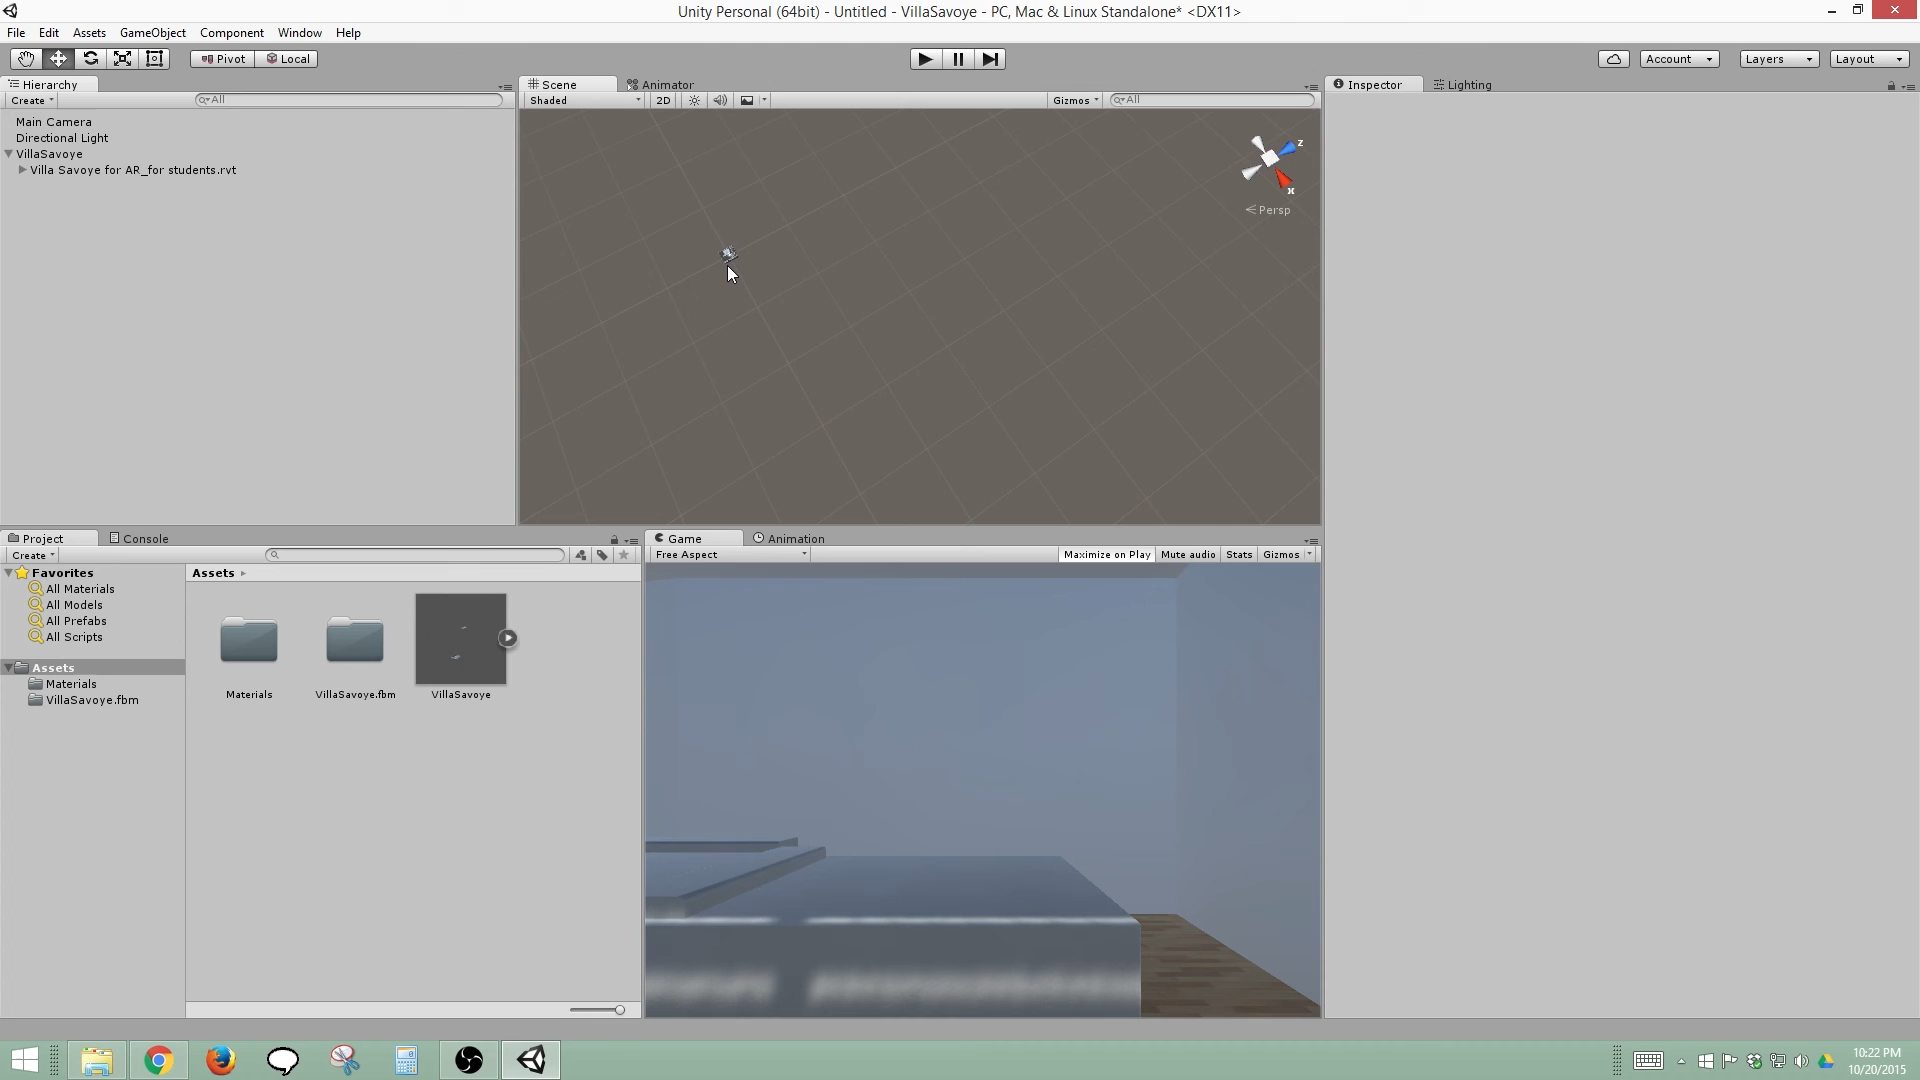 Unity Personal (64bit) - Untitled - VillaSavoye - PC, Mac & Linux Standalone* <DX11>
File Edit Assets GameObject Component Window Help
Pivot Local Account Layers Layout
Hierarchy
Create All
Main Camera
Directional Light
VillaSavoye
Villa Savoye for AR_for students.rvt
Scene Animator
Shaded 2D Gizmos All
z
x
Persp
Inspector Lighting
Project Console
Create
Favorites
All Materials
All Models
All Prefabs
All Scripts
Assets
Materials
VillaSavoye.fbm
Assets
Materials VillaSavoye.fbm VillaSavoye
Game Animation
Free Aspect Maximize on Play Mute audio Stats Gizmos
10:22 PM
10/20/2015